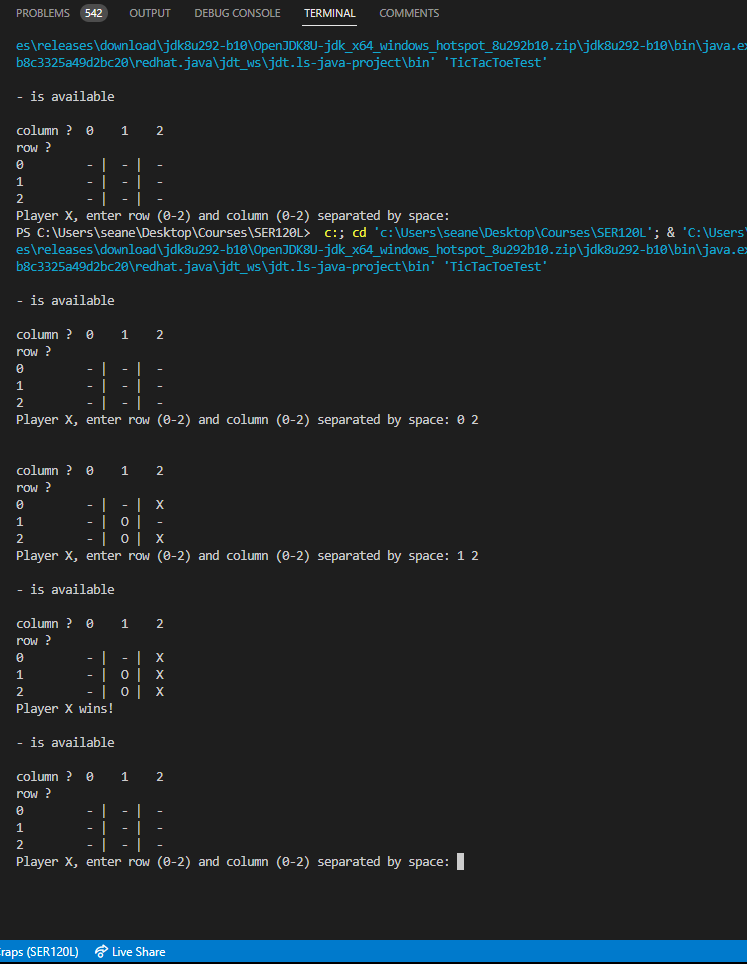 PROBLEMS 542 OUTPUT DEBUG CONSOLE TERMINAL COMMENTS
es\releases\download\jdk8u292-b10\OpenJDK8U-jdk_x64_windows_hotspot_8u292b10.zip\jdk8u292-b10\bin\java.ex
b8c3325a49d2bc20\redhat.java\jdt_ws\jdt.ls-java-project\bin' 'TicTacToeTest'
- is available
column ? 0 1 2
row ?
0 - | - | -
1 - | - | -
2 - | - | -
Player X, enter row (0-2) and column (0-2) separated by space:
PS C:\Users\seane\Desktop\Courses\SER120L> c:; cd 'c:\Users\seane\Desktop\Courses\SER120L'; & 'C:\Users\
es\releases\download\jdk8u292-b10\OpenJDK8U-jdk_x64_windows_hotspot_8u292b10.zip\jdk8u292-b10\bin\java.ex
b8c3325a49d2bc20\redhat.java\jdt_ws\jdt.ls-java-project\bin' 'TicTacToeTest'
- is available
column ? 0 1 2
row ?
0 - | - | -
1 - | - | -
2 - | - | -
Player X, enter row (0-2) and column (0-2) separated by space: 0 2
column ? 0 1 2
row ?
0 - | - | X
1 - | O | -
2 - | O | X
Player X, enter row (0-2) and column (0-2) separated by space: 1 2
- is available
column ? 0 1 2
row ?
0 - | - | X
1 - | O | X
2 - | O | X
Player X wins!
- is available
column ? 0 1 2
row ?
0 - | - | -
1 - | - | -
2 - | - | -
Player X, enter row (0-2) and column (0-2) separated by space:
raps (SER120L) Live Share